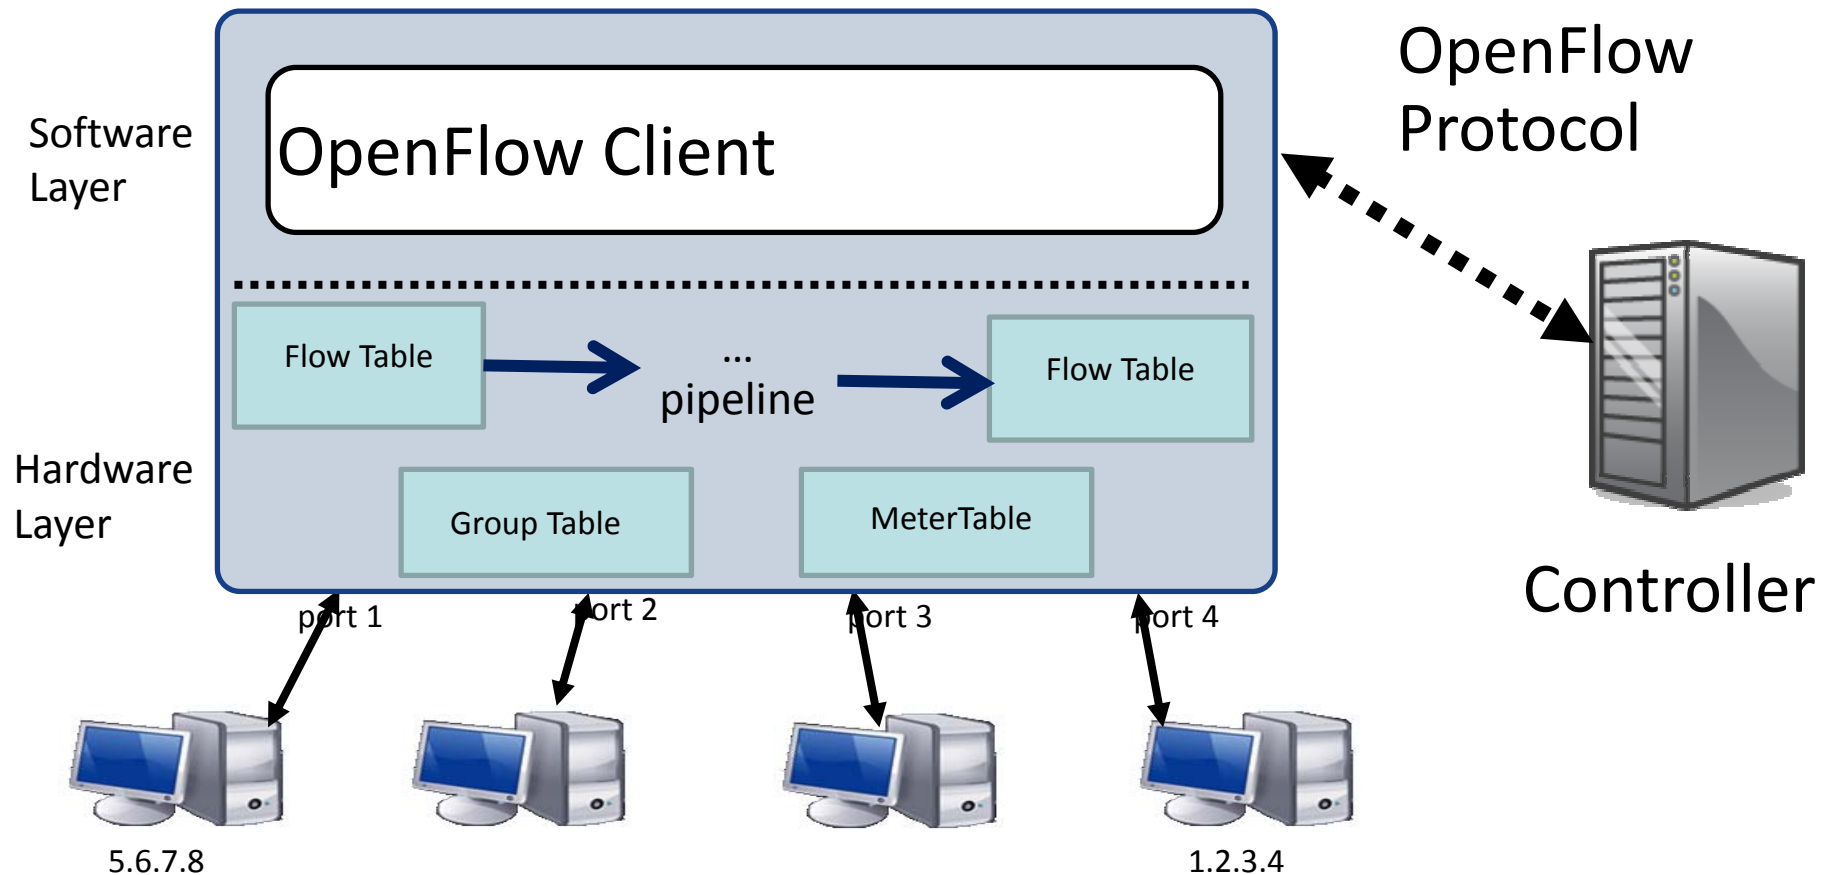 OpenFlow
Protocol
Software
Layer
OpenFlow Client
Flow Table
...
pipeline
Flow Table
Hardware
Layer
Group Table
MeterTable
Controller
port 1
port 2
port 3
port 4
5.6.7.8
1.2.3.4